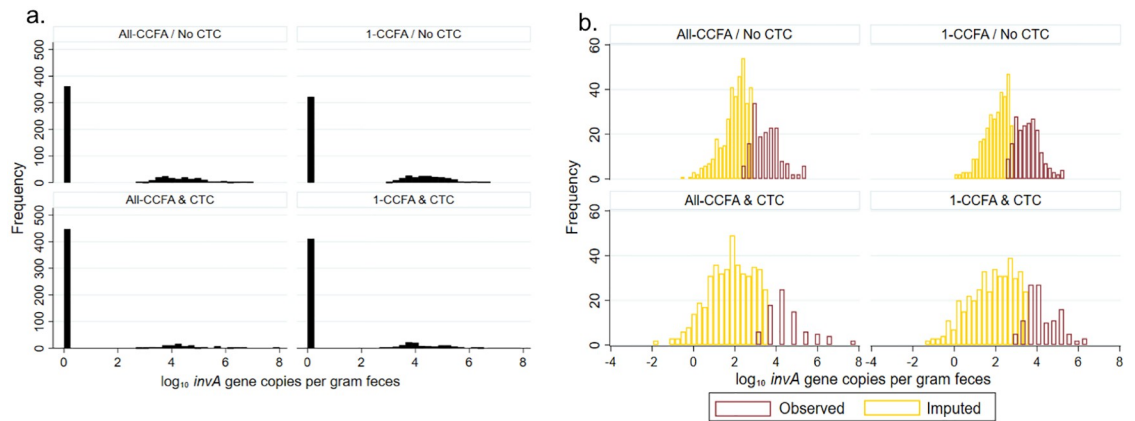 a.
All-CCFA / No CTC
1-CCFA / No CTC
0 100 200 300 400 500
All-CCFA & CTC
1-CCFA & CTC
0 100 200 300 400 500
Frequency
0 2 4 6 8
0 2 4 6 8
log₁₀ invA gene copies per gram feces
b.
All-CCFA / No CTC
1-CCFA / No CTC
0 20 40 60
All-CCFA & CTC
1-CCFA & CTC
0 20 40 60
Frequency
-4 -2 0 2 4 6 8
-4 -2 0 2 4 6 8
log₁₀ invA gene copies per gram feces
Observed
Imputed